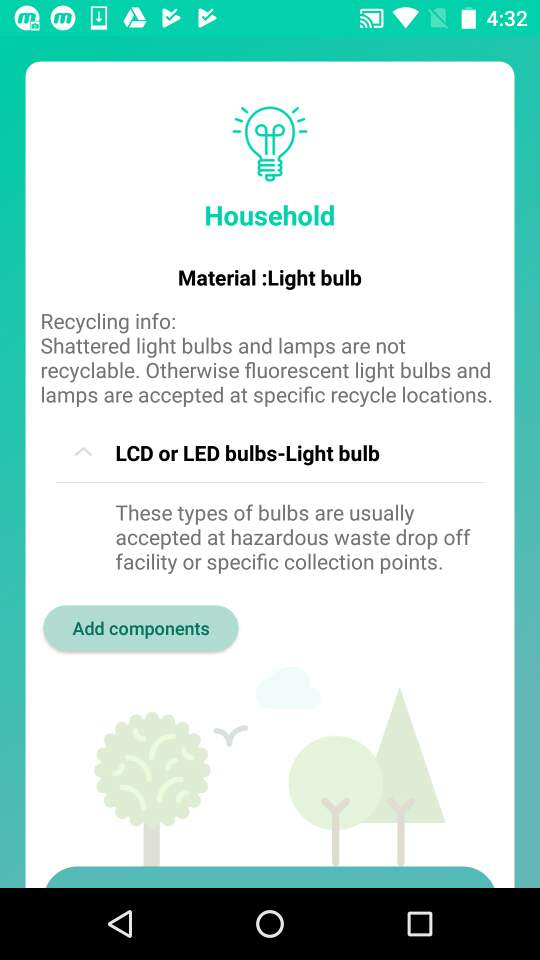 4:32
Household
Material :Light bulb
Recycling info:
Shattered light bulbs and lamps are not
recyclable. Otherwise fluorescent light bulbs and
lamps are accepted at specific recycle locations.
LCD or LED bulbs-Light bulb
These types of bulbs are usually
accepted at hazardous waste drop off
facility or specific collection points.
Add components